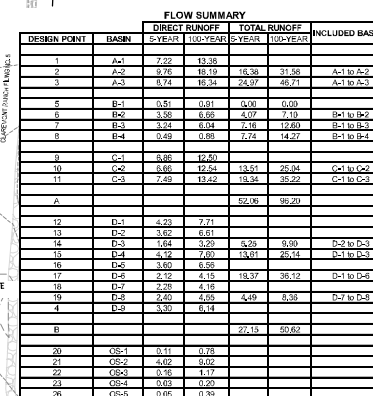 FLOW SUMMARY
DIRECT RUNOFF TOTAL RUNOFF
DESIGN POINT BASIN 5-YEAR 100-YEAR 5-YEAR 100-YEAR INCLUDED BAS
1 A-1 7.22 13.36
2 A-2 9.76 18.19 16.38 31.58 A-1 to A-2
3 A-3 8.74 16.34 24.97 46.71 A-1 to A-3
5 B-1 0.51 0.91 0.00 0.00
6 B-2 3.58 6.66 4.07 7.10 B-1 to B-2
7 B-3 3.24 6.04 7.16 12.60 B-1 to B-3
8 B-4 0.49 0.88 7.74 14.27 B-1 to B-4
9 C-1 6.86 12.50
10 C-2 6.66 12.54 13.51 25.04 C-1 to C-2
11 C-3 7.49 13.42 19.34 35.22 C-1 to C-3
A 52.06 96.20
12 D-1 4.23 7.71
13 D-2 3.62 6.61
14 D-3 1.64 3.29 5.25 9.90 D-2 to D-3
15 D-4 4.12 7.60 13.61 25.14 D-1 to D-3
16 D-5 3.60 6.56
17 D-6 2.12 4.15 19.37 36.12 D-1 to D-6
18 D-7 2.28 4.16
19 D-8 2.40 4.55 4.49 8.36 D-7 to D-8
4 D-9 3.30 6.14
B 27.15 50.62
20 OS-1 0.11 0.78
21 OS-2 4.02 9.02
22 OS-3 0.16 1.17
23 OS-4 0.03 0.20
26 OS-5 0.05 0.39